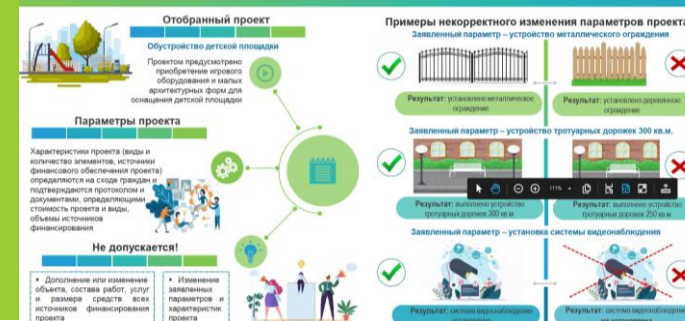 Отобранный проект
Обустройство детской площадки
Проектом предусмотрено
приобретение игрового
оборудования и малых
архитектурных форм для
оснащения детской площадки
Параметры проекта
Характеристики проекта (виды и
количество элементов, источники
финансового обеспечения проекта)
определяются на сходе граждан и
подтверждаются протоколом и
документами, определяющими
стоимость проекта и виды,
объемы источников
финансирования
Не допускается!
• Дополнение или изменение
объекта, состава работ, услуг
и размера средств всех
источников финансирования
проекта
• Изменение
заявленных
параметров и
характеристик
проекта
Примеры некорректного изменения параметров проекта
Заявленный параметр – устройство металлического ограждения
Результат: установлено металлическое
ограждение
Результат: установлено деревянное
ограждение
Заявленный параметр – устройство тротуарных дорожек 300 кв.м.
111%
Результат: выполнено устройство
тротуарных дорожек 300 кв.м.
Результат: выполнено устройство
тротуарных дорожек 250 кв.м.
Заявленный параметр – установка системы видеонаблюдения
Результат: система видеонаблюдения
Результат: система видеонаблюдения